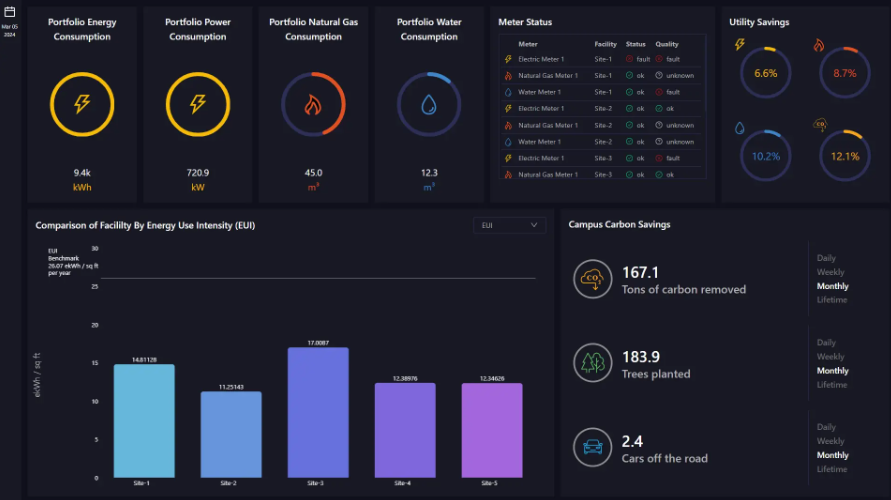 Mar 05
2024
Portfolio Energy
Consumption
9.4k
kWh
Portfolio Power
Consumption
720.9
kW
Portfolio Natural Gas
Consumption
45.0
m³
Portfolio Water
Consumption
12.3
m³
Meter Status
Meter Facility Status Quality
Electric Meter 1 Site-1 fault fault
Natural Gas Meter 1 Site-1 ok unknown
Water Meter 1 Site-1 ok fault
Electric Meter 1 Site-2 ok ok
Natural Gas Meter 1 Site-2 ok unknown
Water Meter 1 Site-2 ok unknown
Electric Meter 1 Site-3 ok fault
Natural Gas Meter 1 Site-3 ok ok
Utility Savings
6.6%
8.7%
10.2%
CO₂
12.1%
Comparison of Facililty By Energy Use Intensity (EUI)
EUI
EUI
Benchmark
26.07 ekWh / sq ft
per year
ekWh / sq ft
30
25
20
15
10
5
0
14.81128
11.25143
17.0087
12.38976
12.34626
Site-1
Site-2
Site-3
Site-4
Site-5
Campus Carbon Savings
CO₂
167.1
Tons of carbon removed
Daily
Weekly
Monthly
Lifetime
183.9
Trees planted
Daily
Weekly
Monthly
Lifetime
2.4
Cars off the road
Daily
Weekly
Monthly
Lifetime